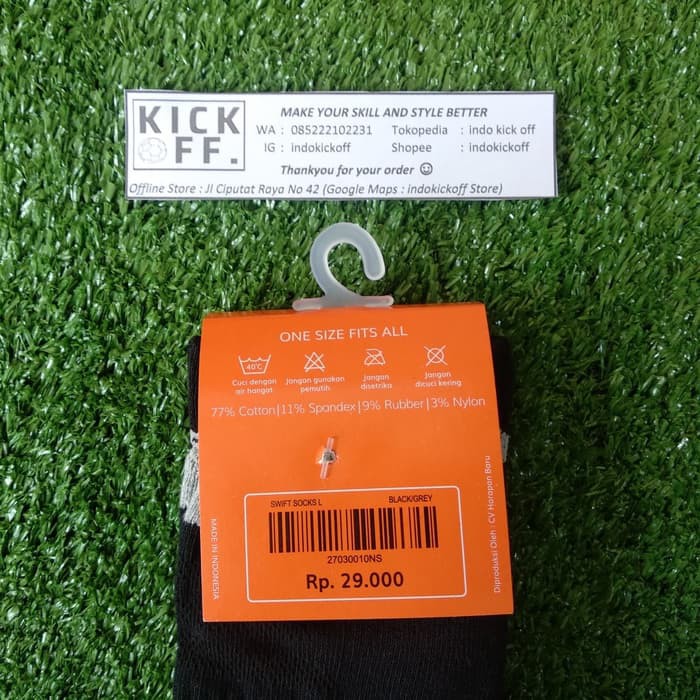 KICK
OFF.
MAKE YOUR SKILL AND STYLE BETTER
WA : 085222102231 Tokopedia : indo kick off
IG : indokickoff Shopee : indokickoff
Thankyou for your order
Offline Store : Jl Ciputat Raya No 42 (Google Maps : indokickoff Store)
ONE SIZE FITS ALL
40°C
Cuci dengan
air hangat
Jangan gunakan
pemutih
Jangan
disetrika
Jangan
dicuci kering
77% Cotton|11% Spandex|9% Rubber|3% Nylon
SWIFT SOCKS L BLACK/GREY
27030010NS
Rp. 29.000
MADE IN INDONESIA
Diproduksi Oleh : CV Harapan Baru